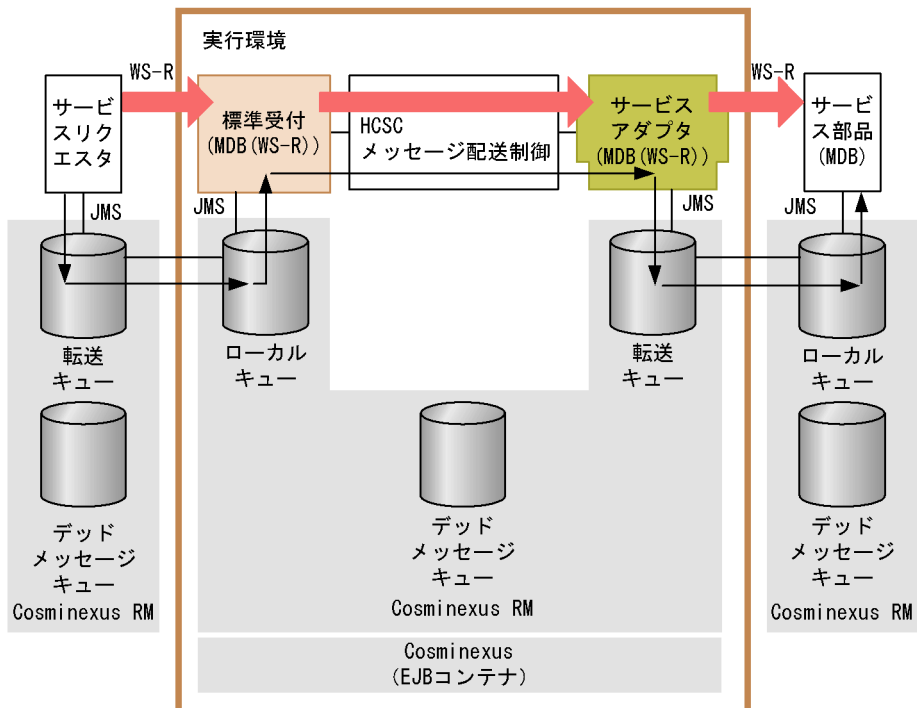 実行環境
WS-R
WS-R
サービ
スリク
エスタ
標準受付
(MDB(WS-R))
HCSC
メッセージ配送制御
サービス
アダプタ
(MDB(WS-R))
サービ
ス部品
(MDB)
JMS
JMS
JMS
JMS
転送
キュー
ローカル
キュー
転送
キュー
ローカル
キュー
デッド
メッセージ
キュー
デッド
メッセージ
キュー
デッド
メッセージ
キュー
Cosminexus RM
Cosminexus RM
Cosminexus RM
Cosminexus
(EJBコンテナ)